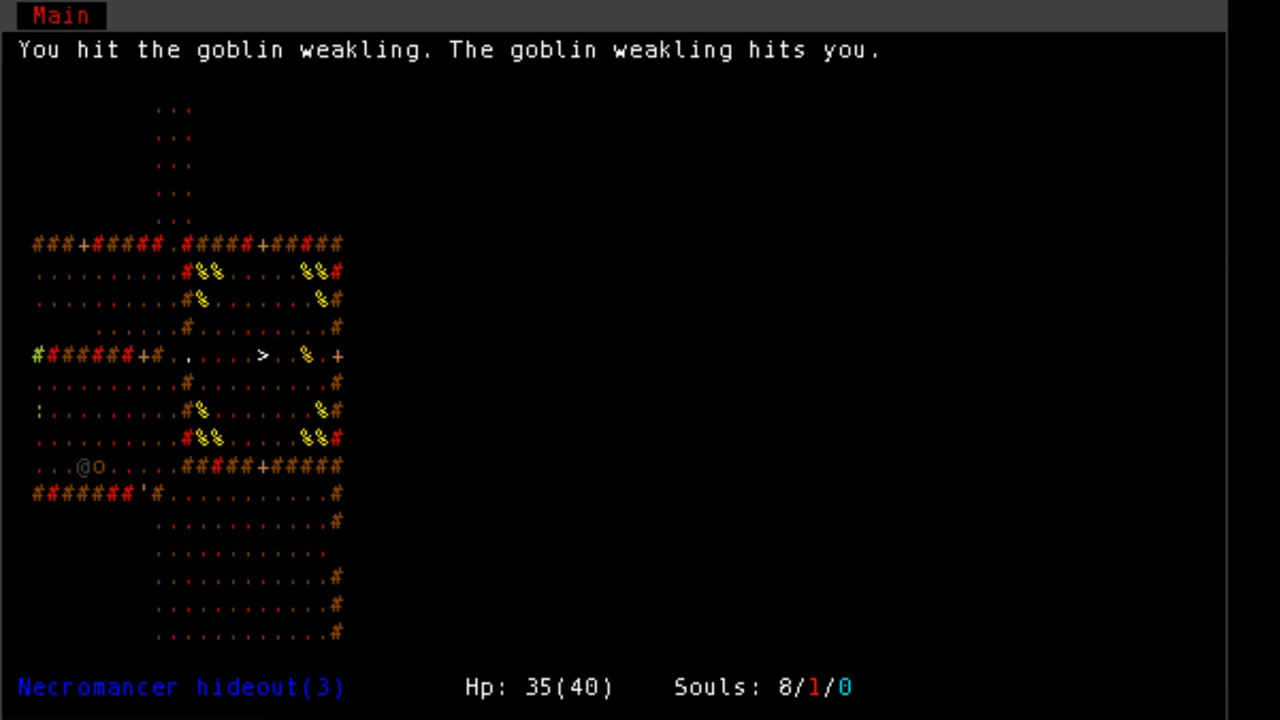 Main
You hit the goblin weakling. The goblin weakling hits you.
. . .
. . .
. . .
. . .
. . .
###+#####.#####+#####
..........#%%.....%%#
..........#%.......%#
......#.........#
#######+#......>..%.+
..........#.........#
:.........#%.......%#
..........#%%.....%%#
...@o.....#####+#####
#######'#...........#
............#
............
............#
............#
............#
Necromancer hideout(3) Hp: 35(40) Souls: 8/1/0